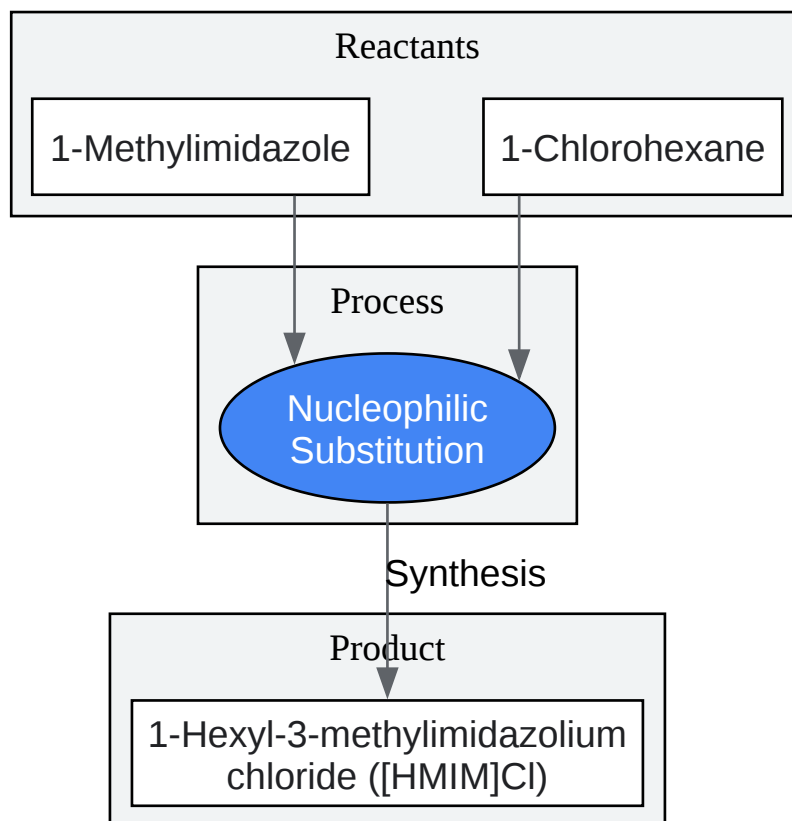 Reactants
1-Methylimidazole
1-Chlorohexane
Process
Nucleophilic
Substitution
Synthesis
Product
1-Hexyl-3-methylimidazolium
chloride ([HMIM]Cl)